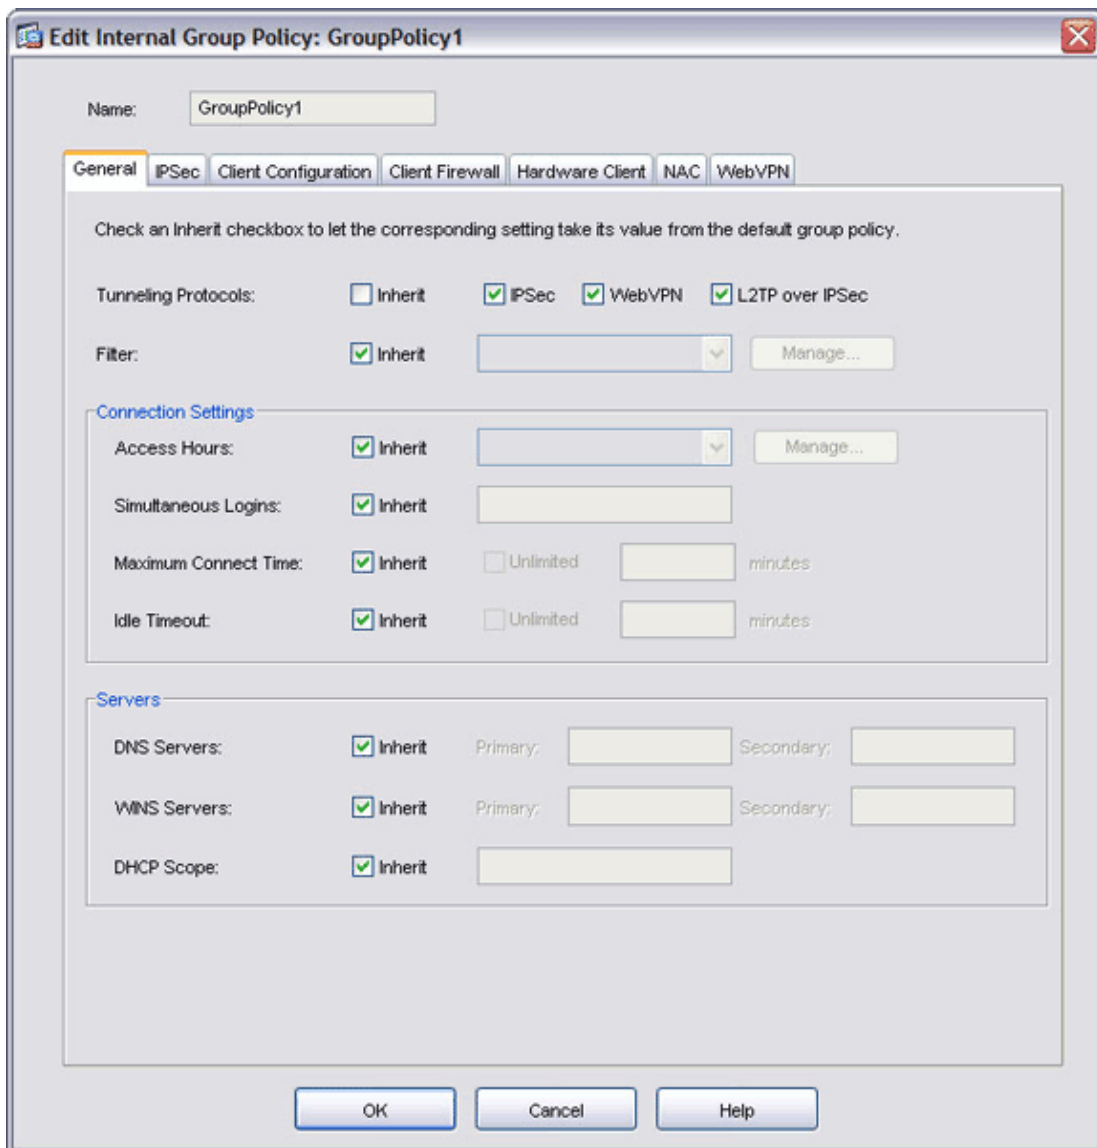 Edit Internal Group Policy: GroupPolicy1
Name: GroupPolicy1
General IPSec Client Configuration Client Firewall Hardware Client NAC WebVPN
Check an Inherit checkbox to let the corresponding setting take its value from the default group policy.
Tunneling Protocols: Inherit IPSec WebVPN L2TP over IPSec
Filter: Inherit Manage...
Connection Settings
Access Hours: Inherit Manage...
Simultaneous Logins: Inherit
Maximum Connect Time: Inherit Unlimited minutes
Idle Timeout: Inherit Unlimited minutes
Servers
DNS Servers: Inherit Primary: Secondary:
WINS Servers: Inherit Primary: Secondary:
DHCP Scope: Inherit
OK Cancel Help